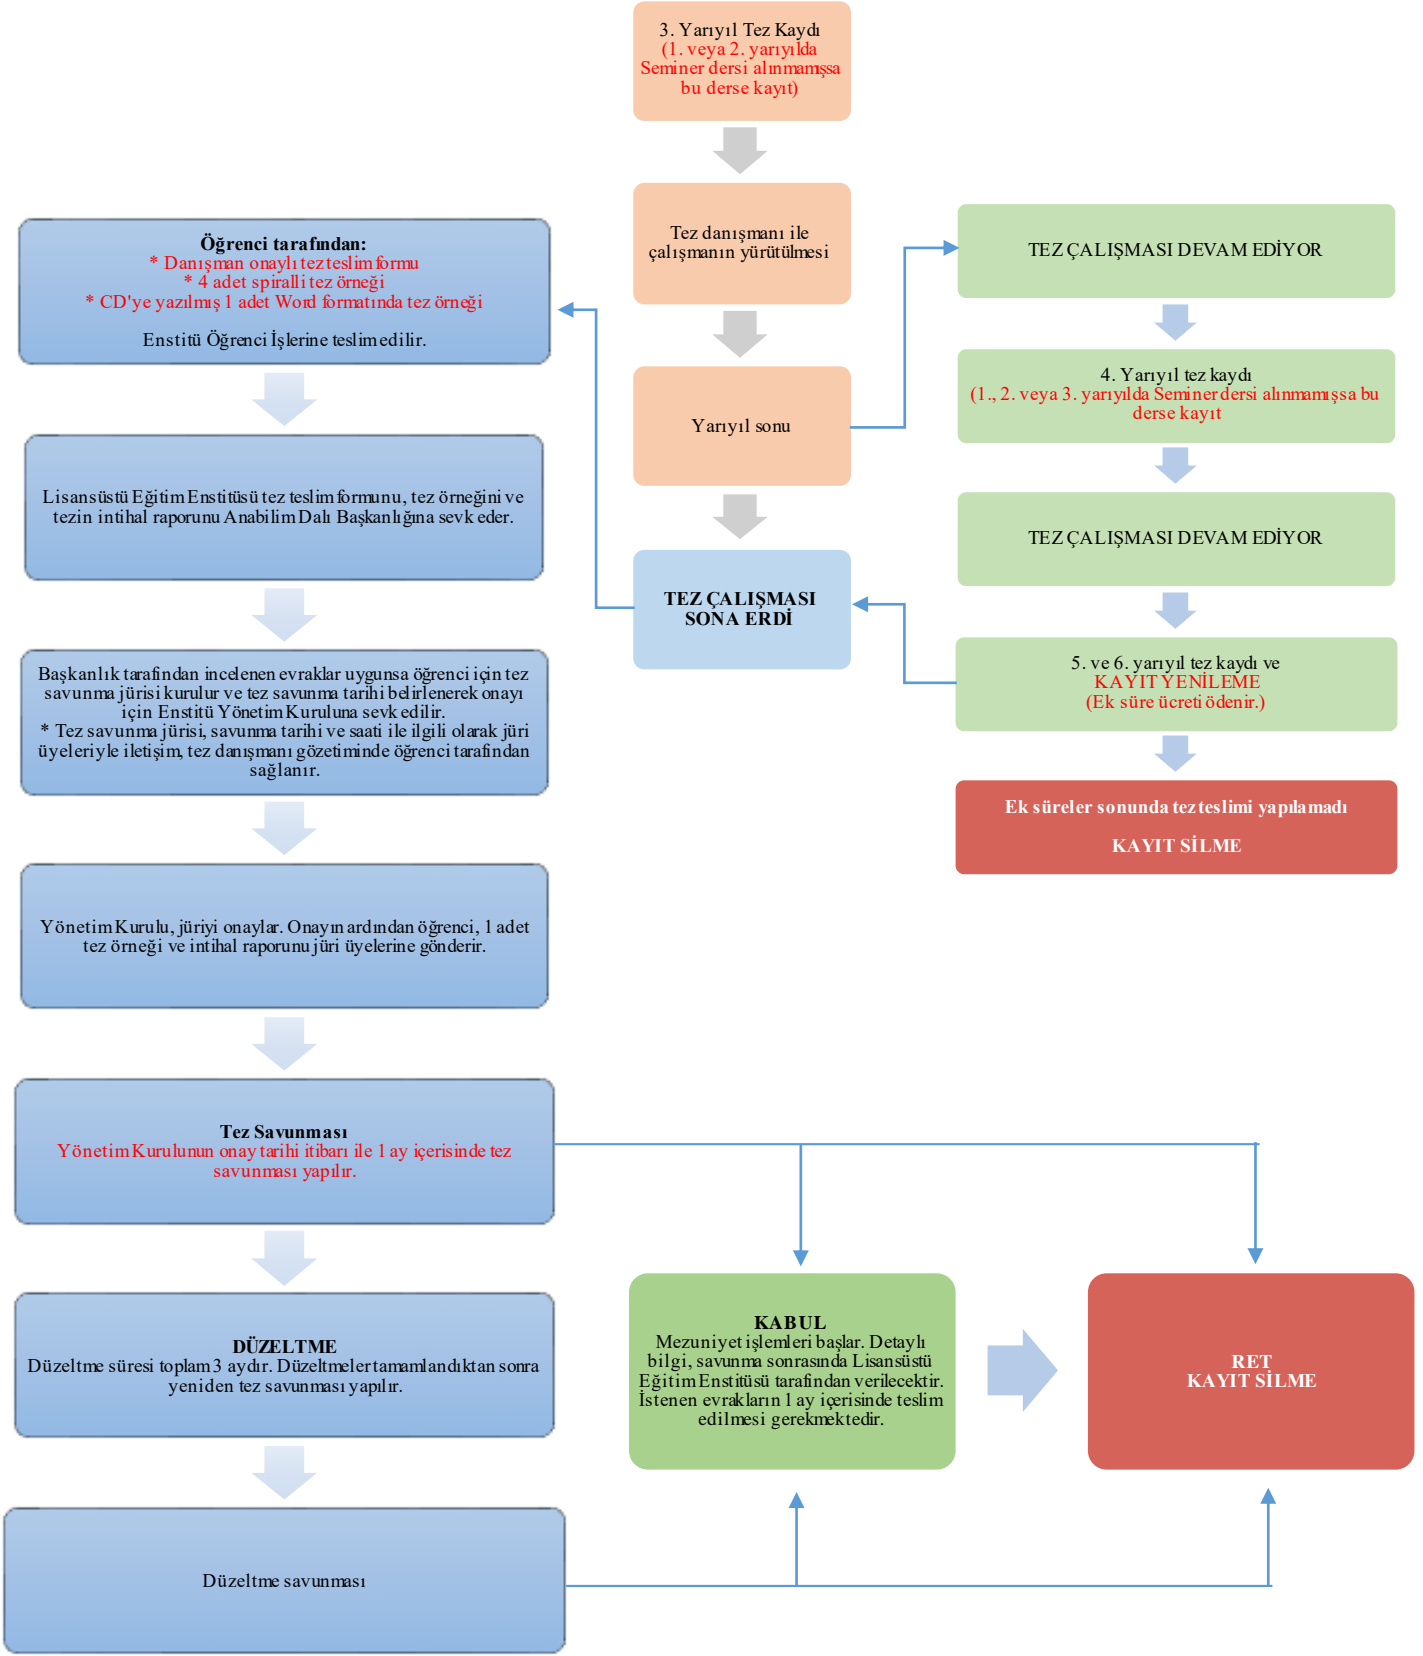 3. Yarıyıl Tez Kaydı
(1. veya 2. yarıyılda
Seminer dersi alınmamışsa
bu derse kayıt)
Tez danışmanı ile
çalışmanın yürütülmesi
Yarıyıl sonu
TEZ ÇALIŞMASI
SONA ERDİ
TEZ ÇALIŞMASI DEVAM EDİYOR
4. Yarıyıl tez kaydı
(1., 2. veya 3. yarıyılda Seminer dersi alınmamışsa bu
derse kayıt
TEZ ÇALIŞMASI DEVAM EDİYOR
5. ve 6. yarıyıl tez kaydı ve
KAYIT YENİLEME
(Ek süre ücreti ödenir.)
Ek süreler sonunda tez teslimi yapılamadı
KAYIT SİLME
Öğrenci tarafından:
* Danışman onaylı tez teslim formu
* 4 adet spiralli tez örneği
* CD'ye yazılmış 1 adet Word formatında tez örneği
Enstitü Öğrenci İşlerine teslim edilir.
Lisansüstü Eğitim Enstitüsü tez teslim formunu, tez örneğini ve
tezin intihal raporunu Anabilim Dalı Başkanlığına sevk eder.
Başkanlık tarafından incelenen evraklar uygunsa öğrenci için tez
savunma jürisi kurulur ve tez savunma tarihi belirlenerek onayı
için Enstitü Yönetim Kuruluna sevk edilir.
* Tez savunma jürisi, savunma tarihi ve saati ile ilgili olarak jüri
üyeleriyle iletişim, tez danışmanı gözetiminde öğrenci tarafından
sağlanır.
Yönetim Kurulu, jüriyi onaylar. Onayın ardından öğrenci, 1 adet
tez örneği ve intihal raporunu jüri üyelerine gönderir.
Tez Savunması
Yönetim Kurulunun onay tarihi itibarı ile 1 ay içerisinde tez
savunması yapılır.
DÜZELTME
Düzeltme süresi toplam 3 aydır. Düzeltmeler tamamlandıktan sonra
yeniden tez savunması yapılır.
Düzeltme savunması
KABUL
Mezuniyet işlemleri başlar. Detaylı
bilgi, savunma sonrasında Lisansüstü
Eğitim Enstitüsü tarafından verilecektir.
İstenen evrakların 1 ay içerisinde teslim
edilmesi gerekmektedir.
RET
KAYIT SİLME